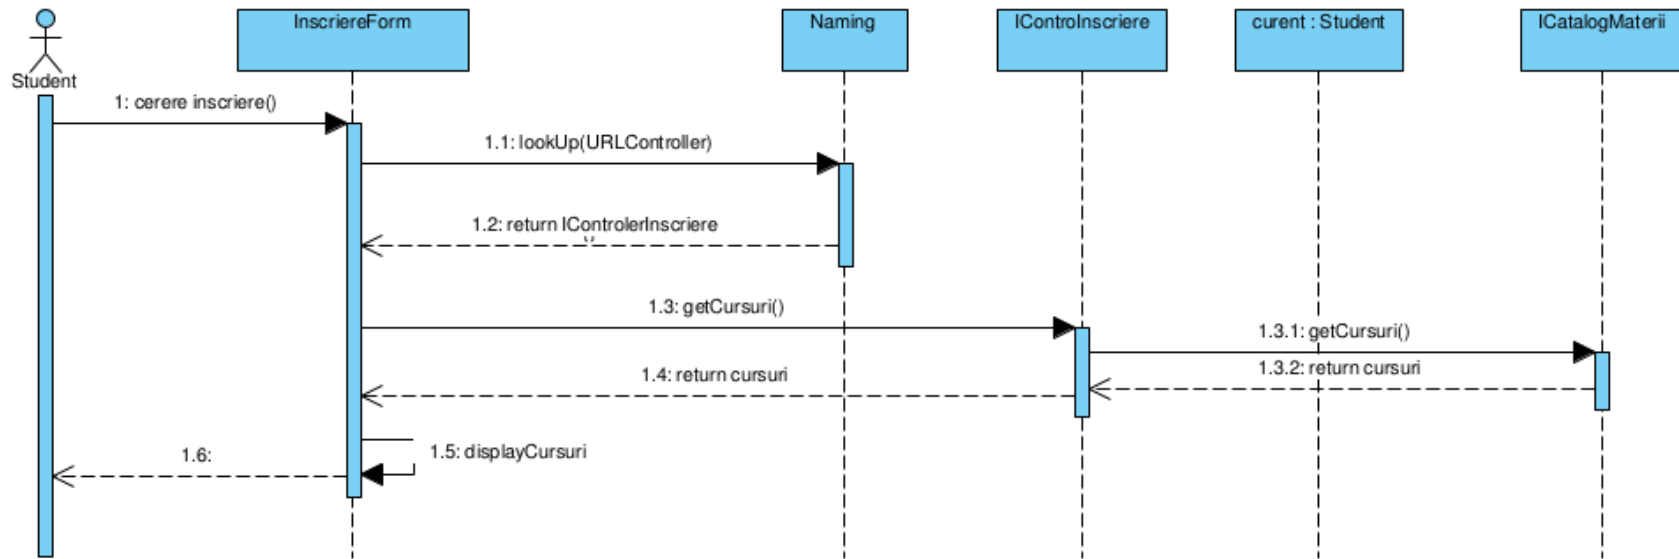 InscriereForm
Naming
IControInscriere
curent : Student
ICatalogMaterii
Student
1: cerere inscriere()
1.1: lookUp(URLController)
1.2: return IControlerInscriere
1.3: getCursuri()
1.3.1: getCursuri()
1.3.2: return cursuri
1.4: return cursuri
1.5: displayCursuri
1.6: